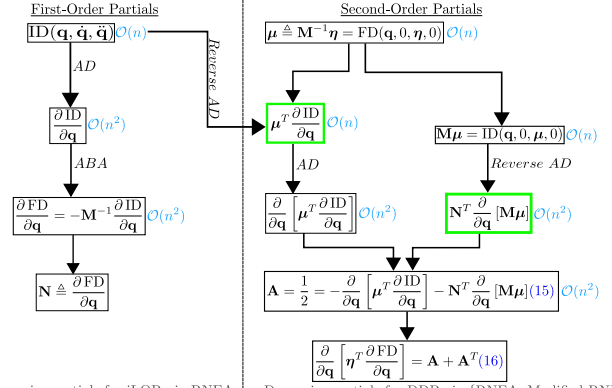 First-Order Partials
ID(q, q̇, q̈) O(n)
AD
∂ ID / ∂q O(n²)
ABA
∂ FD / ∂q = −M⁻¹ ∂ ID / ∂q O(n²)
N ≜ ∂ FD / ∂q
Reverse AD
Second-Order Partials
μ ≜ M⁻¹η = FD(q, 0, η, 0) O(n)
μᵀ ∂ ID / ∂q O(n)
Mμ = ID(q, 0, μ, 0) O(n)
AD
Reverse AD
∂/∂q [μᵀ ∂ ID / ∂q] O(n²)
Nᵀ ∂/∂q [Mμ] O(n²)
A = 1/2 = −∂/∂q [μᵀ ∂ ID / ∂q] − Nᵀ ∂/∂q [Mμ] (15) O(n²)
∂/∂q [ηᵀ ∂ FD / ∂q] = A + Aᵀ (16)